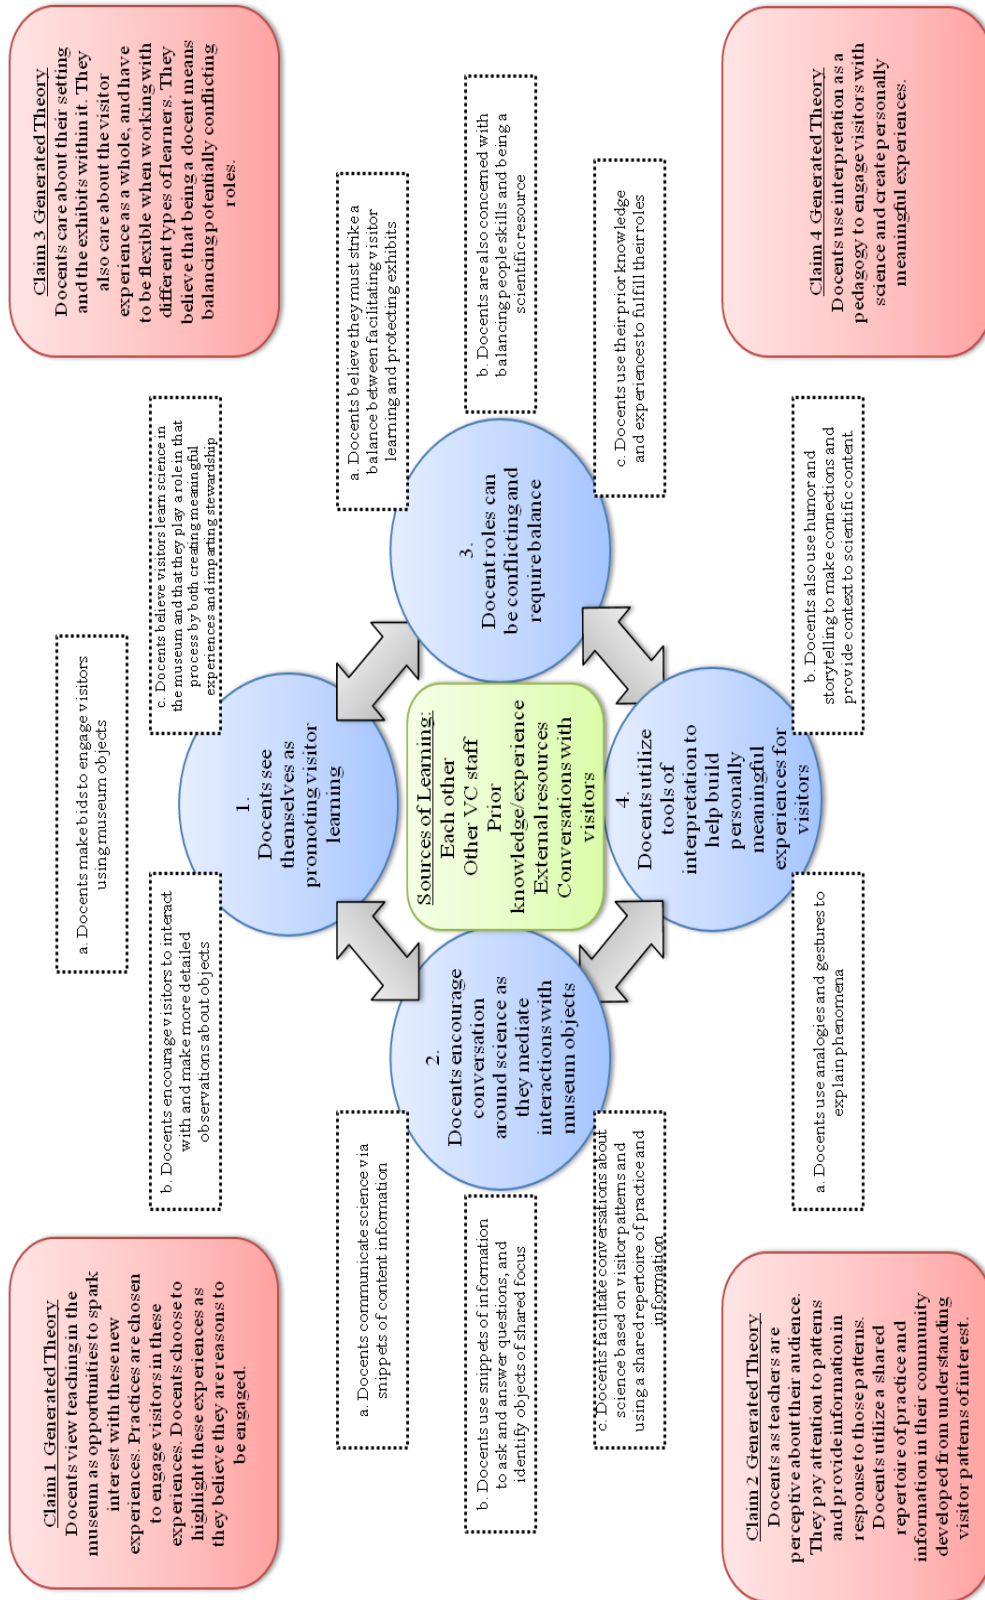 Claim 1 Generated Theory
Docents view teaching in the
museum as opportunities to spark
interest with these new
experiences. Practices are chosen
to engage visitors in these
experiences. Docents choose to
highlight these experiences as
they believe they are reasons to
be engaged.
a. Docents make bids to engage visitors
using museum objects
b. Docents encourage visitors to interact
with and make more detailed
observations about objects
c. Docents believe visitors learn science in
the museum and that they play a role in that
process by both creating meaningful
experiences and imparting stewardship
Claim 3 Generated Theory
Docents care about their setting
and the exhibits within it. They
also care about the visitor
experience as a whole, and have
to be flexible when working with
different types of learners. They
believe that being a docent means
balancing potentially conflicting
roles.
1.
Docents see
themselves as
promoting visitor
learning
a. Docents communicate science via
snippets of content information
b. Docents use snippets of information
to ask and answer questions, and
identify objects of shared focus
c. Docents facilitate conversations about
science based on visitor patterns and
using a shared repertoire of practice and
information
2.
Docents encourage
conversation
around science as
they mediate
interactions with
museum objects
Sources of Learning:
Each other
Other VC staff
Prior
knowledge/experience
External resources
Conversations with
visitors
3.
Docent roles can
be conflicting and
require balance
a. Docents believe they must strike a
balance between facilitating visitor
learning and protecting exhibits
b. Docents are also concerned with
balancing people skills and being a
scientific resource
c. Docents use their prior knowledge
and experiences to fulfill their roles
4.
Docents utilize
tools of
interpretation to
help build
personally
meaningful
experiences for
visitors
Claim 2 Generated Theory
Docents as teachers are
perceptive about their audience.
They pay attention to patterns
and provide information in
response to those patterns.
Docents utilize a shared
repertoire of practice and
information in their community
developed from understanding
visitor patterns of interest.
a. Docents use analogies and gestures to
explain phenomena
b. Docents also use humor and
storytelling to make connections and
provide context to scientific content.
Claim 4 Generated Theory
Docents use interpretation as a
pedagogy to engage visitors with
science and create personally
meaningful experiences.